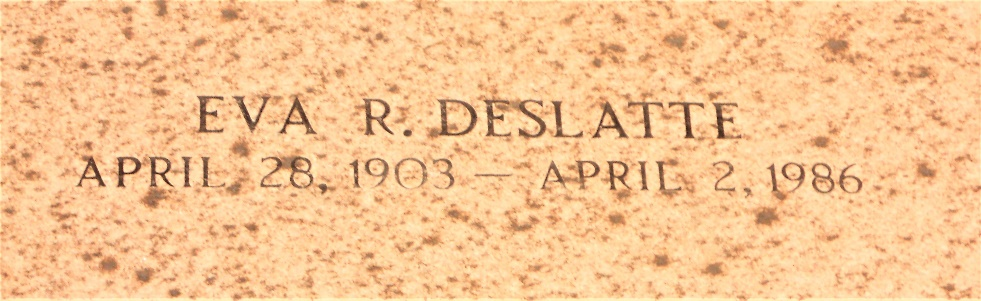 EVA R. DESLATTE
APRIL 28, 1903 — APRIL 2, 1986